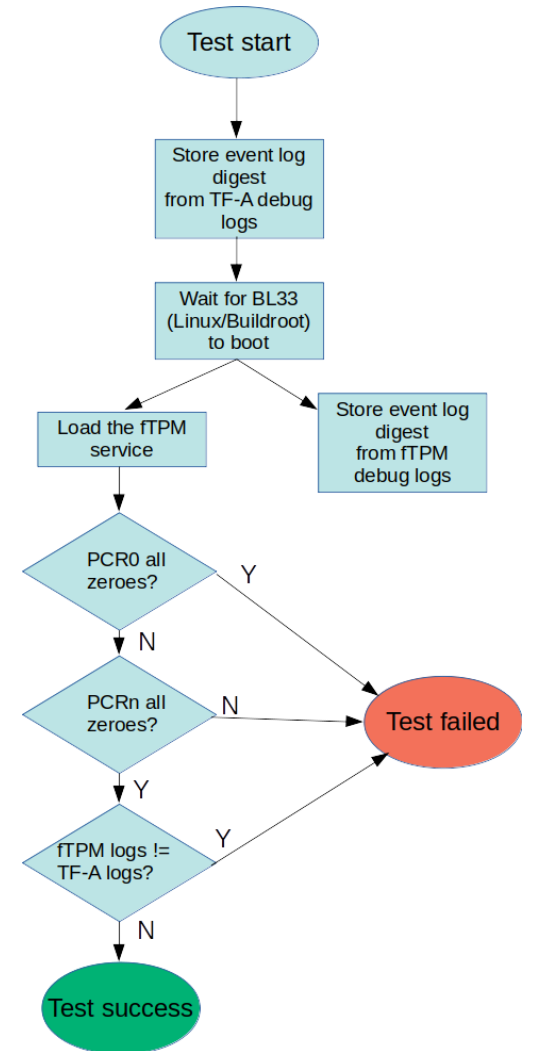 Test start
Store event log
digest
from TF-A debug
logs
Wait for BL33
(Linux/Buildroot)
to boot
Load the fTPM
service
Store event log
digest
from fTPM
debug logs
PCR0 all
zeroes?
Y
N
PCRn all
zeroes?
N
Test failed
Y
fTPM logs !=
TF-A logs?
Y
N
Test success